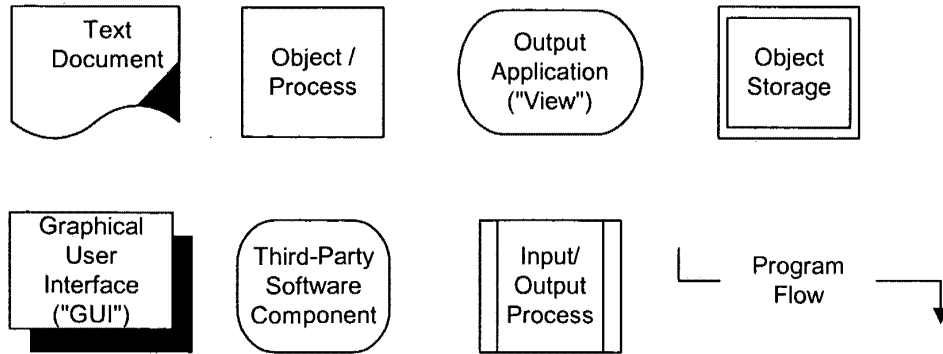 Text
Document
Object /
Process
Output
Application
("View")
Object
Storage
Graphical
User
Interface
("GUI")
Third-Party
Software
Component
Input/
Output
Process
Program
Flow